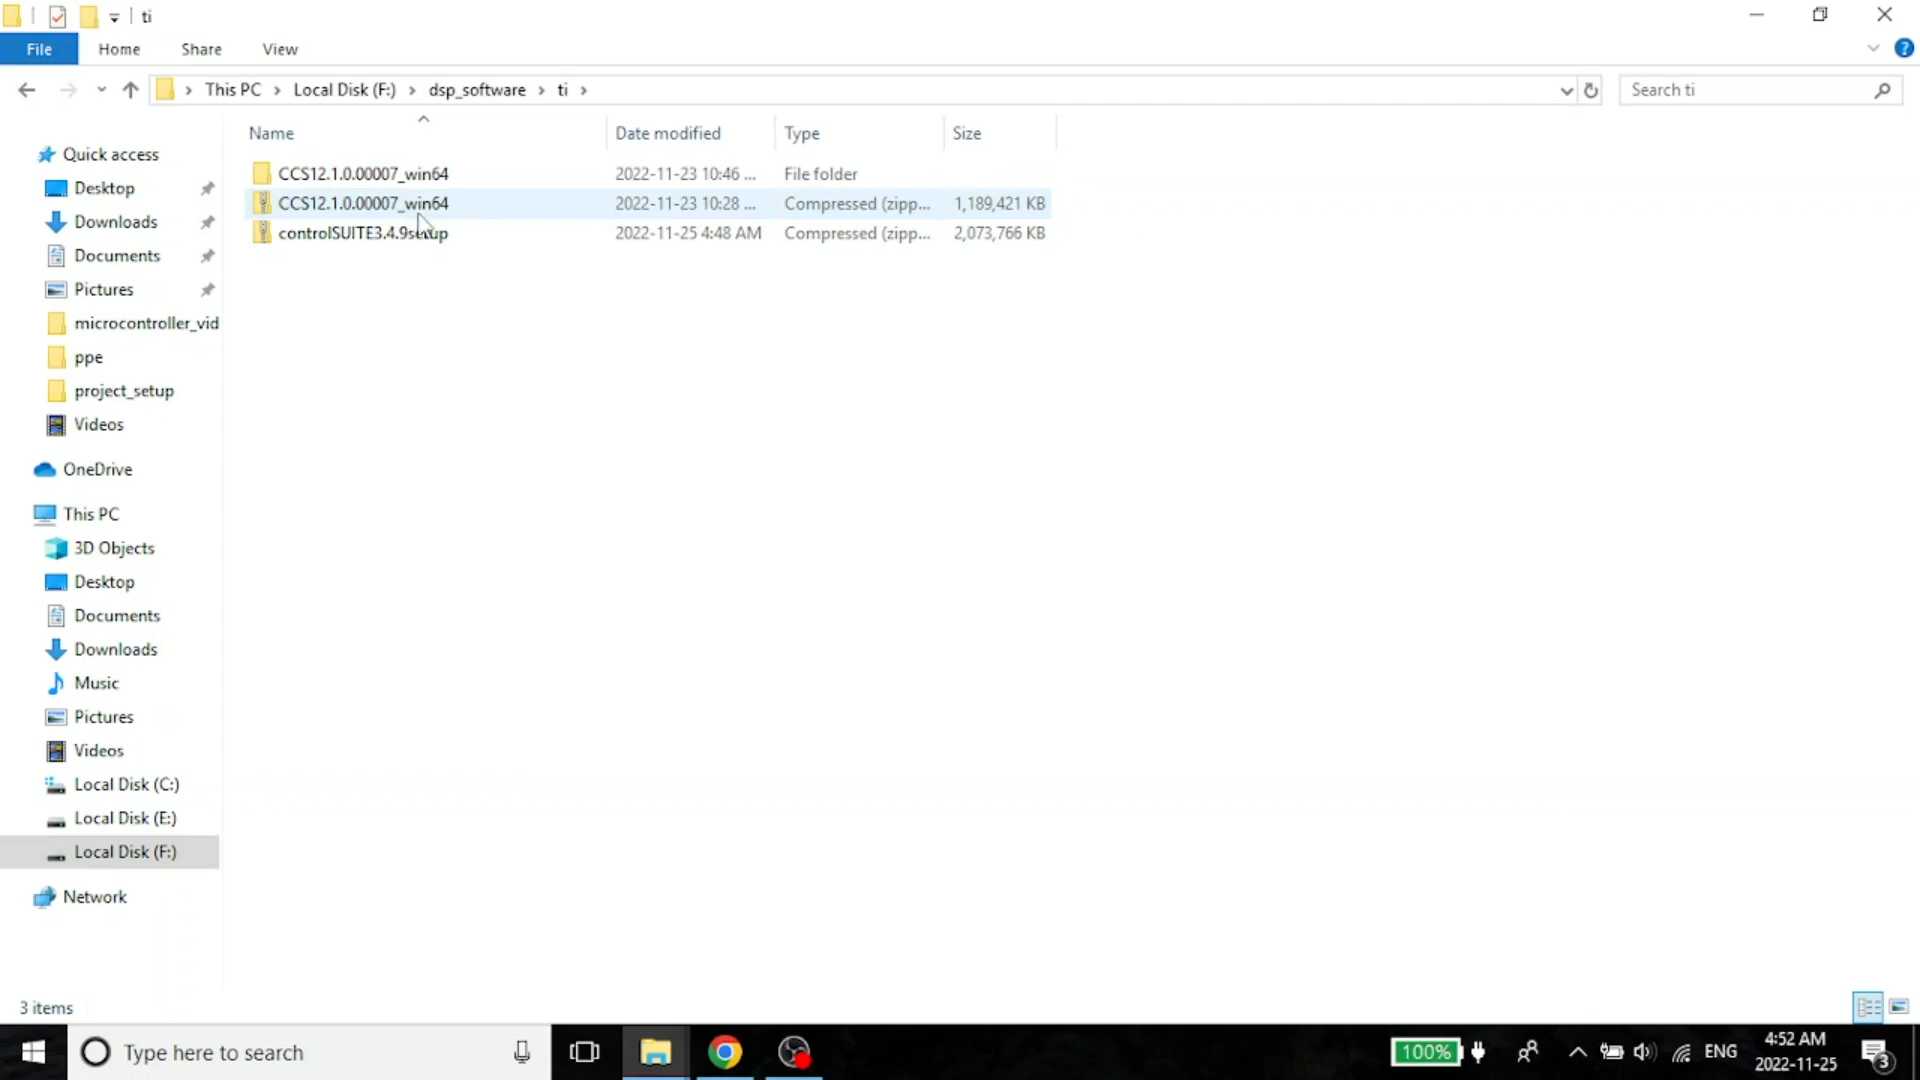 ti
File Home Share View
This PC Local Disk (F:) dsp_software ti Search ti
Name Date modified Type Size
CCS12.1.0.00007_win64 2022-11-23 10:46 ... File folder
CCS12.1.0.00007_win64 2022-11-23 10:28 ... Compressed (zipp... 1,189,421 KB
controlSUITE3.4.9setup 2022-11-25 4:48 AM Compressed (zipp... 2,073,766 KB
Quick access
Desktop
Downloads
Documents
Pictures
microcontroller_vid
ppe
project_setup
Videos
OneDrive
This PC
3D Objects
Desktop
Documents
Downloads
Music
Pictures
Videos
Local Disk (C:)
Local Disk (E:)
Local Disk (F:)
Network
3 items
Type here to search 100% ENG 4:52 AM 3
2022-11-25